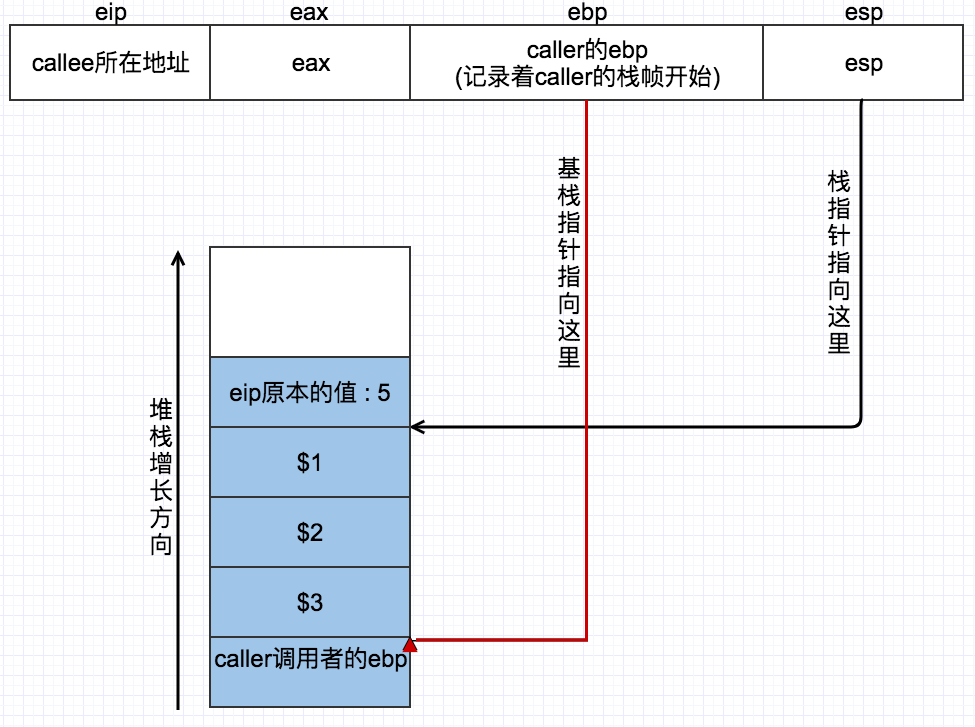 eip
eax
ebp
esp
callee所在地址
eax
caller的ebp
(记录着caller的栈帧开始)
esp
基栈指针指向这里
栈指针指向这里
堆栈增长方向
eip原本的值 : 5
$1
$2
$3
caller调用者的ebp